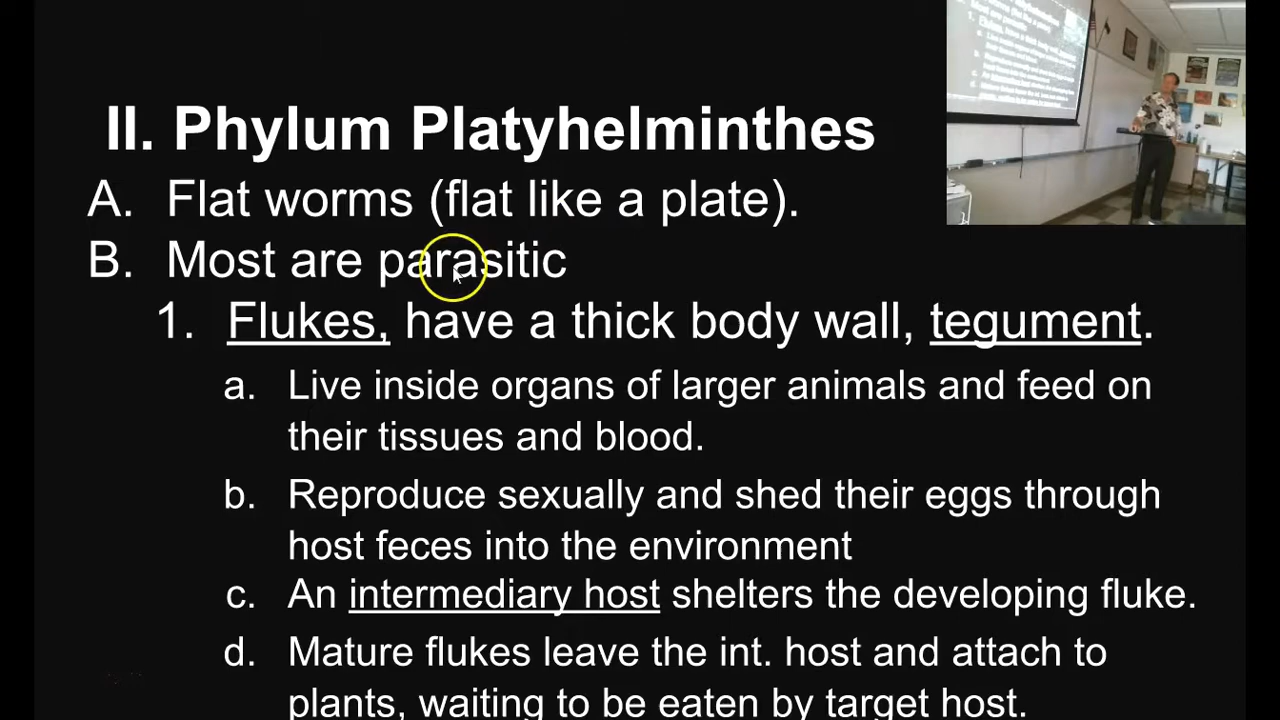 II. Phylum Platyhelminthes
A. Flat worms (flat like a plate).
B. Most are parasitic
1. Flukes, have a thick body wall, tegument.
a. Live inside organs of larger animals and feed on
their tissues and blood.
b. Reproduce sexually and shed their eggs through
host feces into the environment
c. An intermediary host shelters the developing fluke.
d. Mature flukes leave the int. host and attach to
plants, waiting to be eaten by target host.